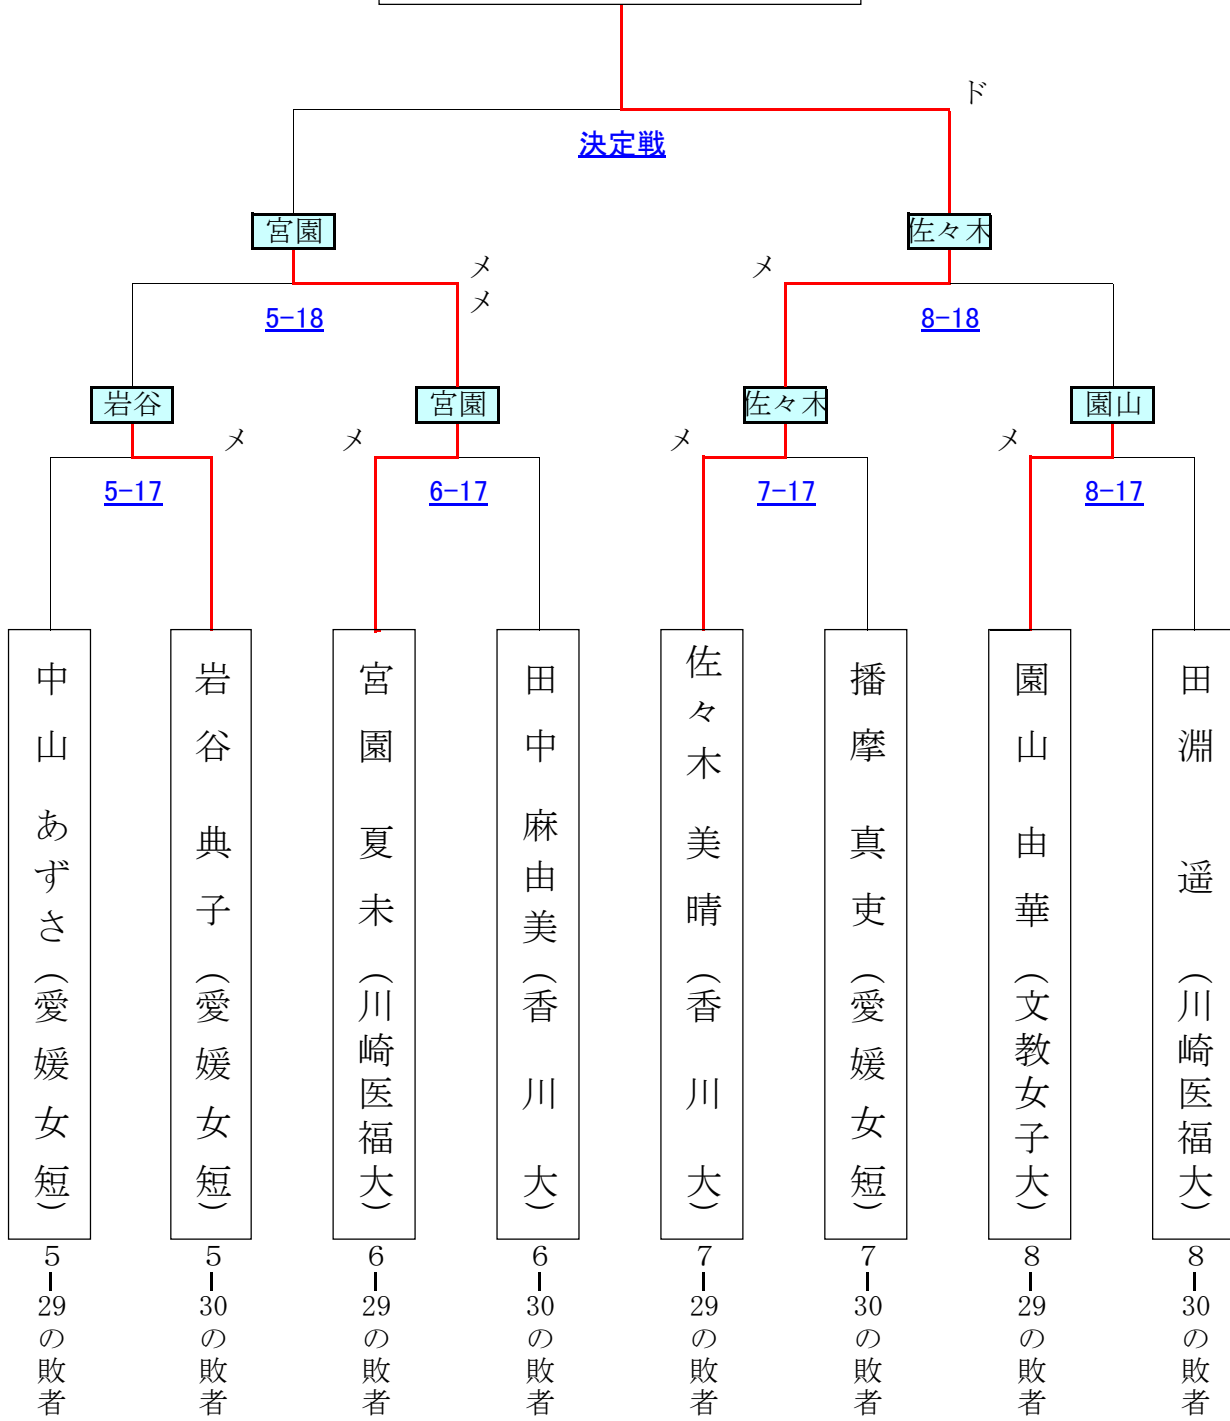 ド
決定戦
宮園
佐々木
メ
メ
メ
5-18
8-18
岩谷
宮園
佐々木
園山
メ
メ
メ
メ
5-17
6-17
7-17
8-17
中山 あずさ(愛媛女短)
岩谷 典子(愛媛女短)
宮園 夏未(川崎医福大)
田中 麻由美(香川大)
佐々木 美晴(香川大)
播摩 真吏(愛媛女短)
園山 由華(文教女子大)
田淵 遥(川崎医福大)
5-29の敗者
5-30の敗者
6-29の敗者
6-30の敗者
7-29の敗者
7-30の敗者
8-29の敗者
8-30の敗者